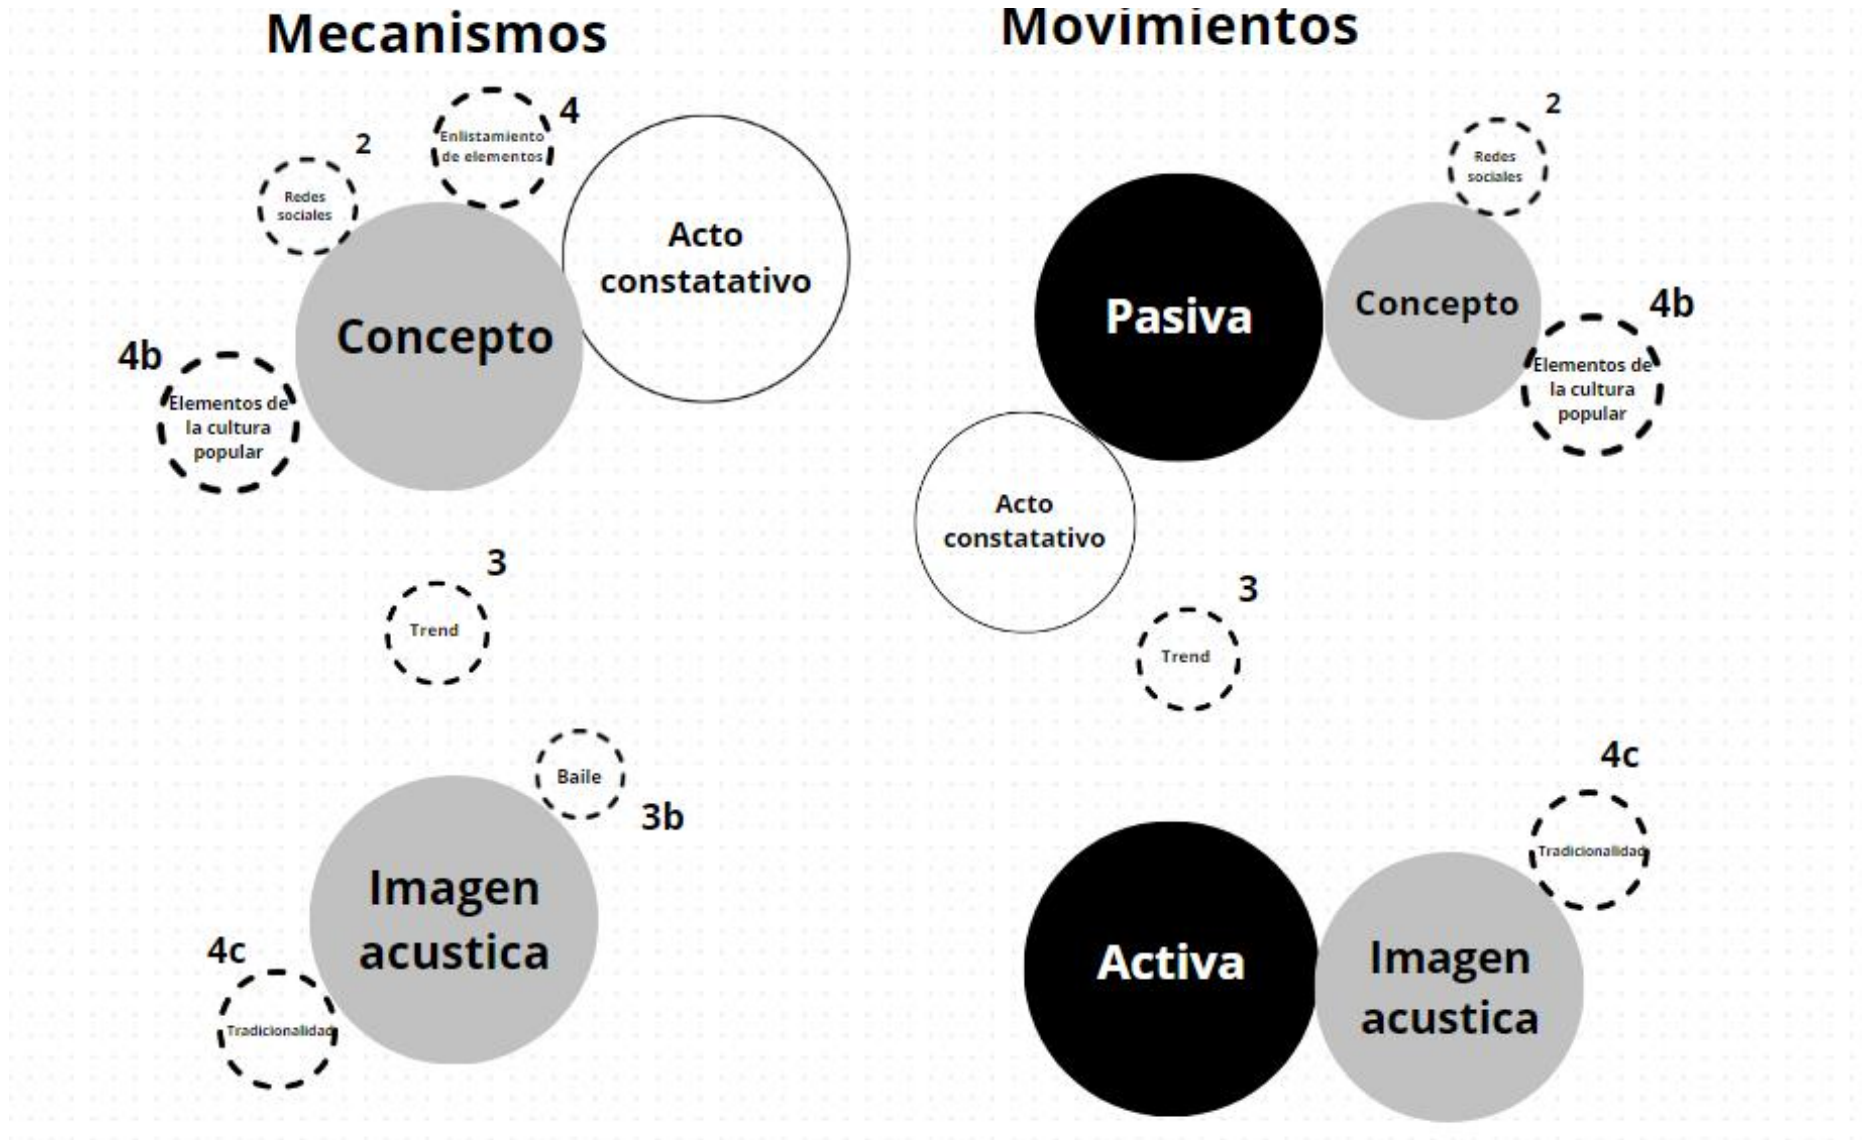 Mecanismos
4
Enlistamiento
de elementos
2
Redes
sociales
Acto
constatativo
Concepto
4b
Elementos de
la cultura
popular
3
Trend
Baile
3b
Imagen
acustica
4c
Tradicionalidad
Movimientos
2
Redes
sociales
Pasiva
Concepto
4b
Elementos de
la cultura
popular
Acto
constatativo
3
Trend
4c
Tradicionalidad
Activa
Imagen
acustica